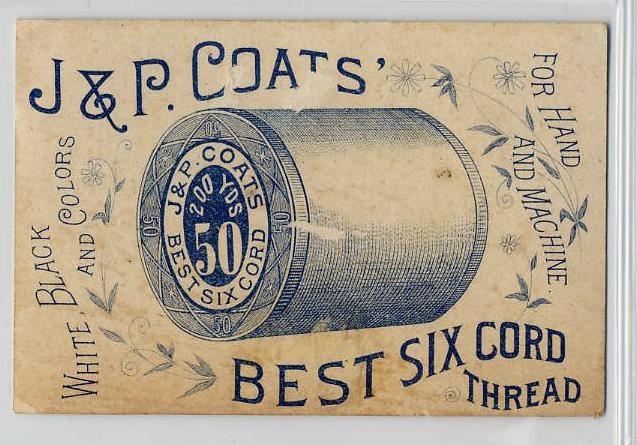 J & P. COATS'
FOR HAND
AND MACHINE.
WHITE, BLACK
AND COLORS
50
J & P. COATS
200 YDS
50
BEST SIX CORD
50
50
50
BEST SIX CORD
THREAD